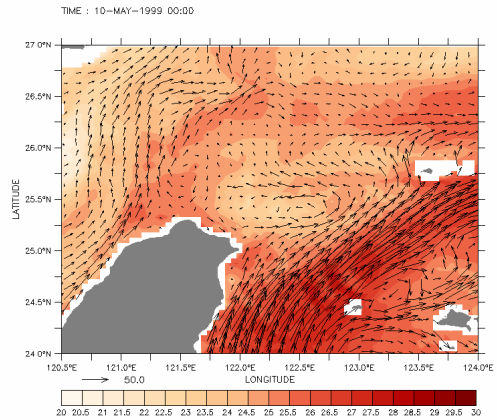 TIME : 10-MAY-1999 00:00
27.0°N
26.5°N
26.0°N
25.5°N
25.0°N
24.5°N
24.0°N
LATITUDE
120.5°E 121.0°E 121.5°E 122.0°E 122.5°E 123.0°E 123.5°E 124.0°E
50.0 LONGITUDE
20 20.5 21 21.5 22 22.5 23 23.5 24 24.5 25 25.5 26 26.5 27 27.5 28 28.5 29 29.5 30